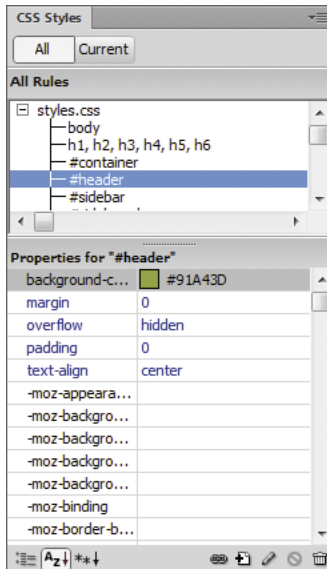 CSS Styles
All Current
All Rules
styles.css
body
h1, h2, h3, h4, h5, h6
#container
#header
#sidebar
Properties for "#header"
background-c... #91A43D
margin 0
overflow hidden
padding 0
text-align center
-moz-appeara...
-moz-backgro...
-moz-backgro...
-moz-backgro...
-moz-backgro...
-moz-binding
-moz-border-b...
AZ **